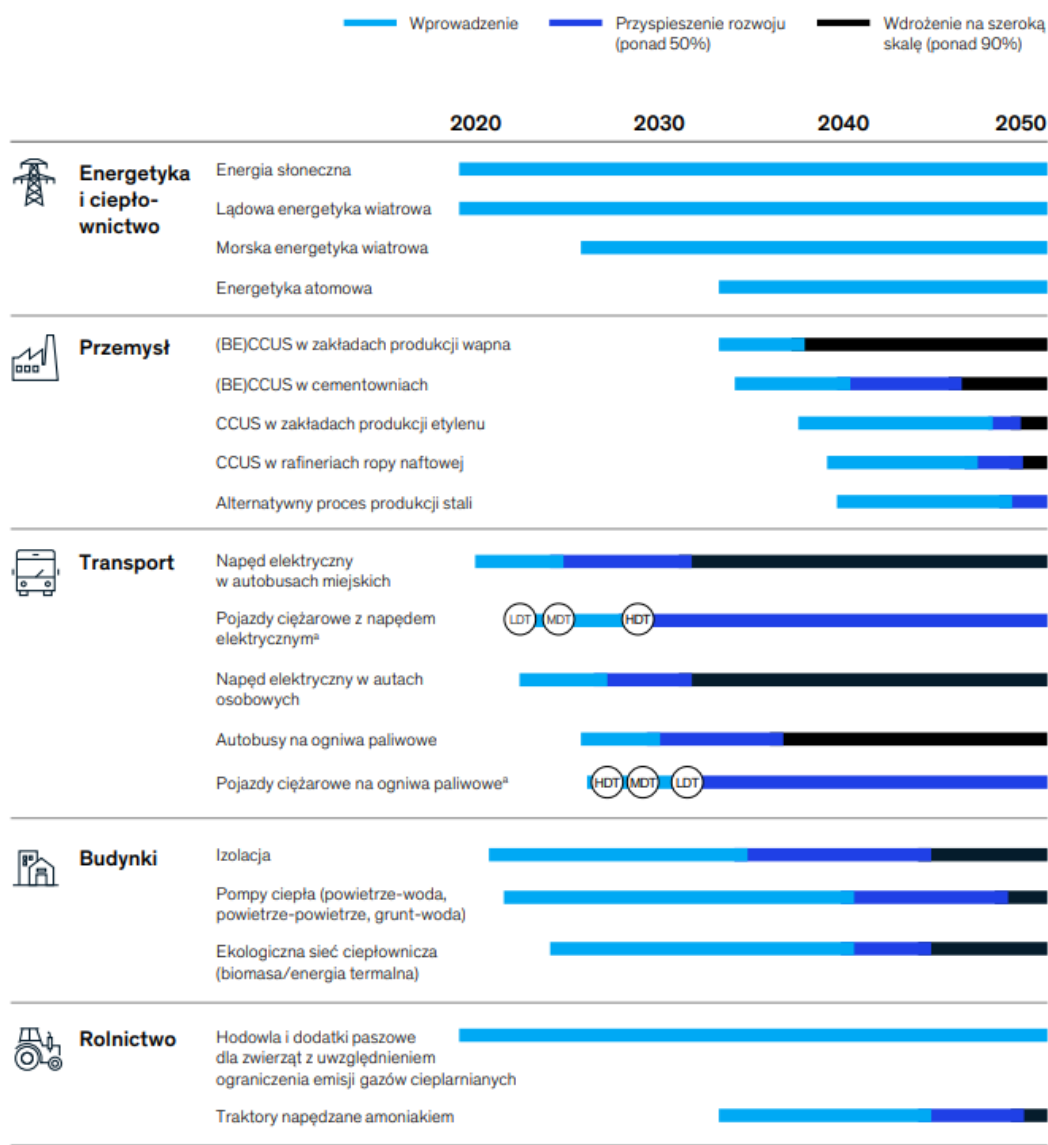 Wprowadzenie
Przyspieszenie rozwoju
(ponad 50%)
Wdrożenie na szeroką
skalę (ponad 90%)
2020 2030 2040 2050
Energetyka
i ciepło-
wnictwo
Energia słoneczna
Lądowa energetyka wiatrowa
Morska energetyka wiatrowa
Energetyka atomowa
Przemysł
(BE)CCUS w zakładach produkcji wapna
(BE)CCUS w cementowniach
CCUS w zakładach produkcji etylenu
CCUS w rafineriach ropy naftowej
Alternatywny proces produkcji stali
Transport
Napęd elektryczny
w autobusach miejskich
Pojazdy ciężarowe z napędem
elektrycznymᵃ
LDT MDT HDT
Napęd elektryczny w autach
osobowych
Autobusy na ogniwa paliwowe
Pojazdy ciężarowe na ogniwa paliwoweᵃ
HDT MDT LDT
Budynki
Izolacja
Pompy ciepła (powietrze-woda,
powietrze-powietrze, grunt-woda)
Ekologiczna sieć ciepłownicza
(biomasa/energia termalna)
Rolnictwo
Hodowla i dodatki paszowe
dla zwierząt z uwzględnieniem
ograniczenia emisji gazów cieplarnianych
Traktory napędzane amoniakiem